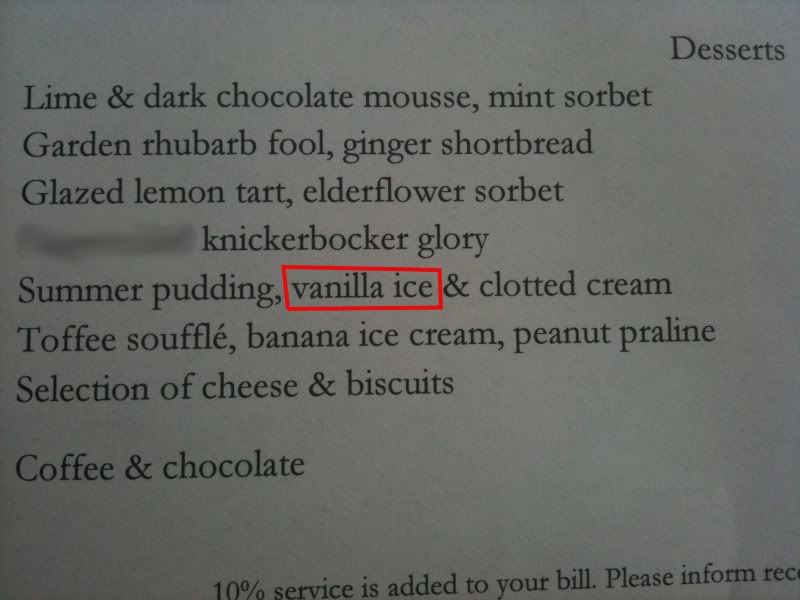 Desserts
Lime & dark chocolate mousse, mint sorbet
Garden rhubarb fool, ginger shortbread
Glazed lemon tart, elderflower sorbet
knickerbocker glory
Summer pudding, vanilla ice & clotted cream
Toffee soufflé, banana ice cream, peanut praline
Selection of cheese & biscuits
Coffee & chocolate
10% service is added to your bill. Please inform